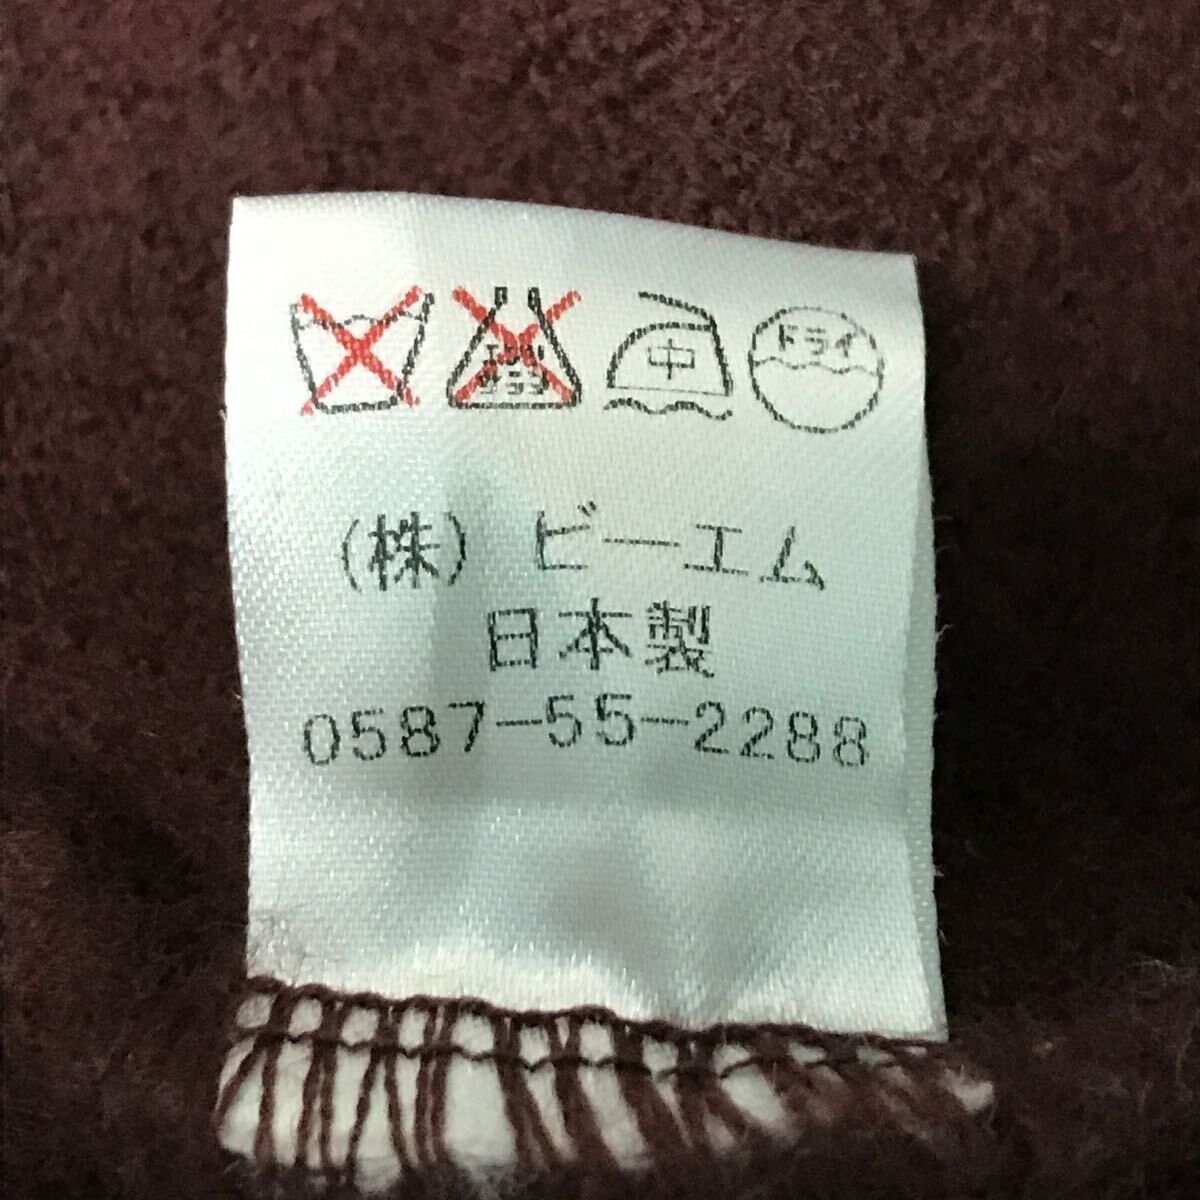 エンソ サラシ 中 ドライ
(株) ビーエム
日本製
0587-55-2288